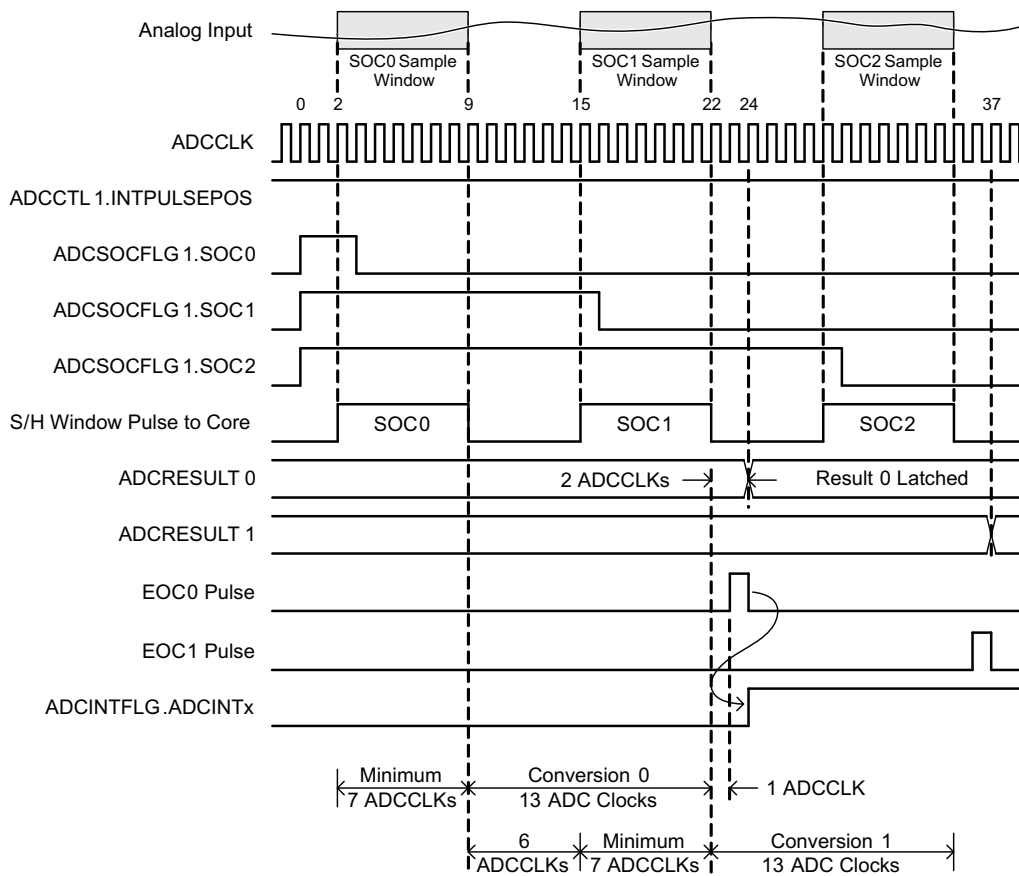 Analog Input
SOC0 Sample
Window
SOC1 Sample
Window
SOC2 Sample
Window
0 2 9 15 22 24 37
ADCCLK
ADCCTL 1.INTPULSEPOS
ADCSOCFLG 1.SOC0
ADCSOCFLG 1.SOC1
ADCSOCFLG 1.SOC2
S/H Window Pulse to Core
SOC0
SOC1
SOC2
ADCRESULT 0
2 ADCCLKs
Result 0 Latched
ADCRESULT 1
EOC0 Pulse
EOC1 Pulse
ADCINTFLG.ADCINTx
Minimum
7 ADCCLKs
Conversion 0
13 ADC Clocks
1 ADCCLK
6
ADCCLKs
Minimum
7 ADCCLKs
Conversion 1
13 ADC Clocks